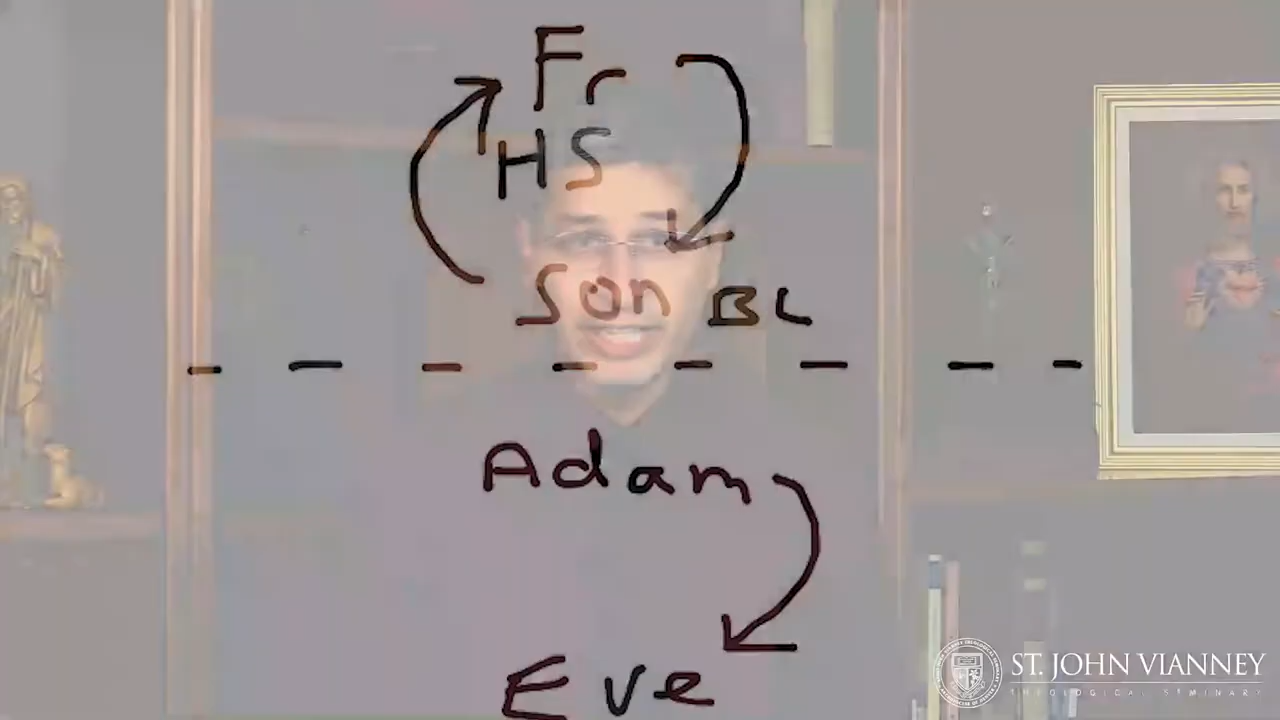 Fr
HS
Son BL
Adam
Eve
ST. JOHN VIANNEY
THEOLOGICAL SEMINARY